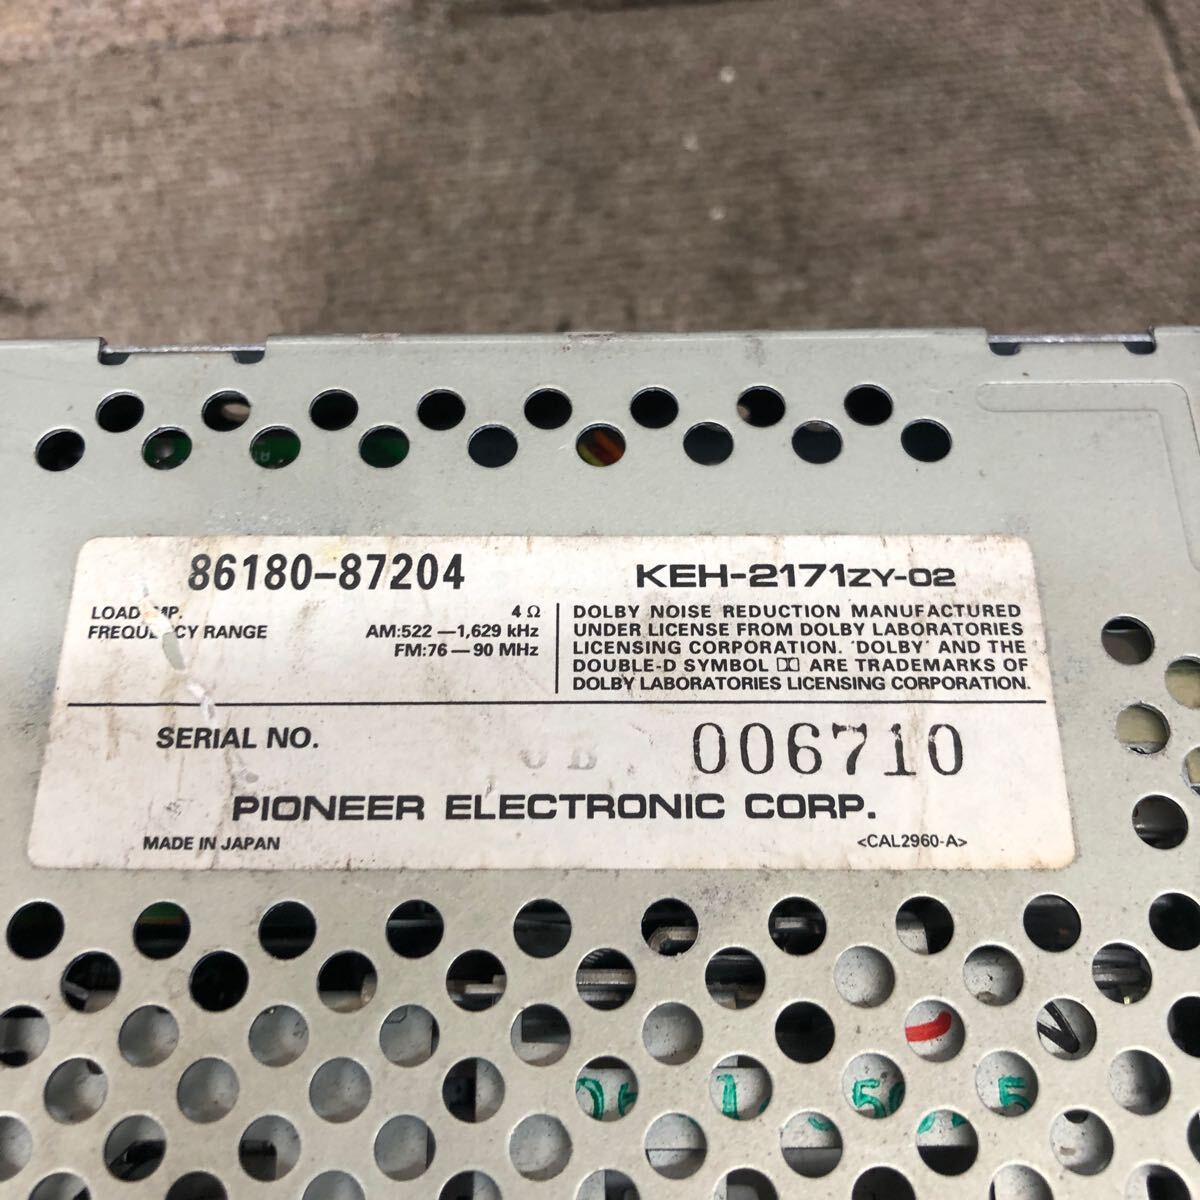 86180-87204
KEH-2171ZY-02
LOAD IMP. 4 Ω
FREQUENCY RANGE AM:522—1,629 kHz
FM:76—90 MHz
DOLBY NOISE REDUCTION MANUFACTURED
UNDER LICENSE FROM DOLBY LABORATORIES
LICENSING CORPORATION. "DOLBY" AND THE
DOUBLE-D SYMBOL ARE TRADEMARKS OF
DOLBY LABORATORIES LICENSING CORPORATION.
SERIAL NO. 006710
PIONEER ELECTRONIC CORP.
MADE IN JAPAN
<CAL2960-A>